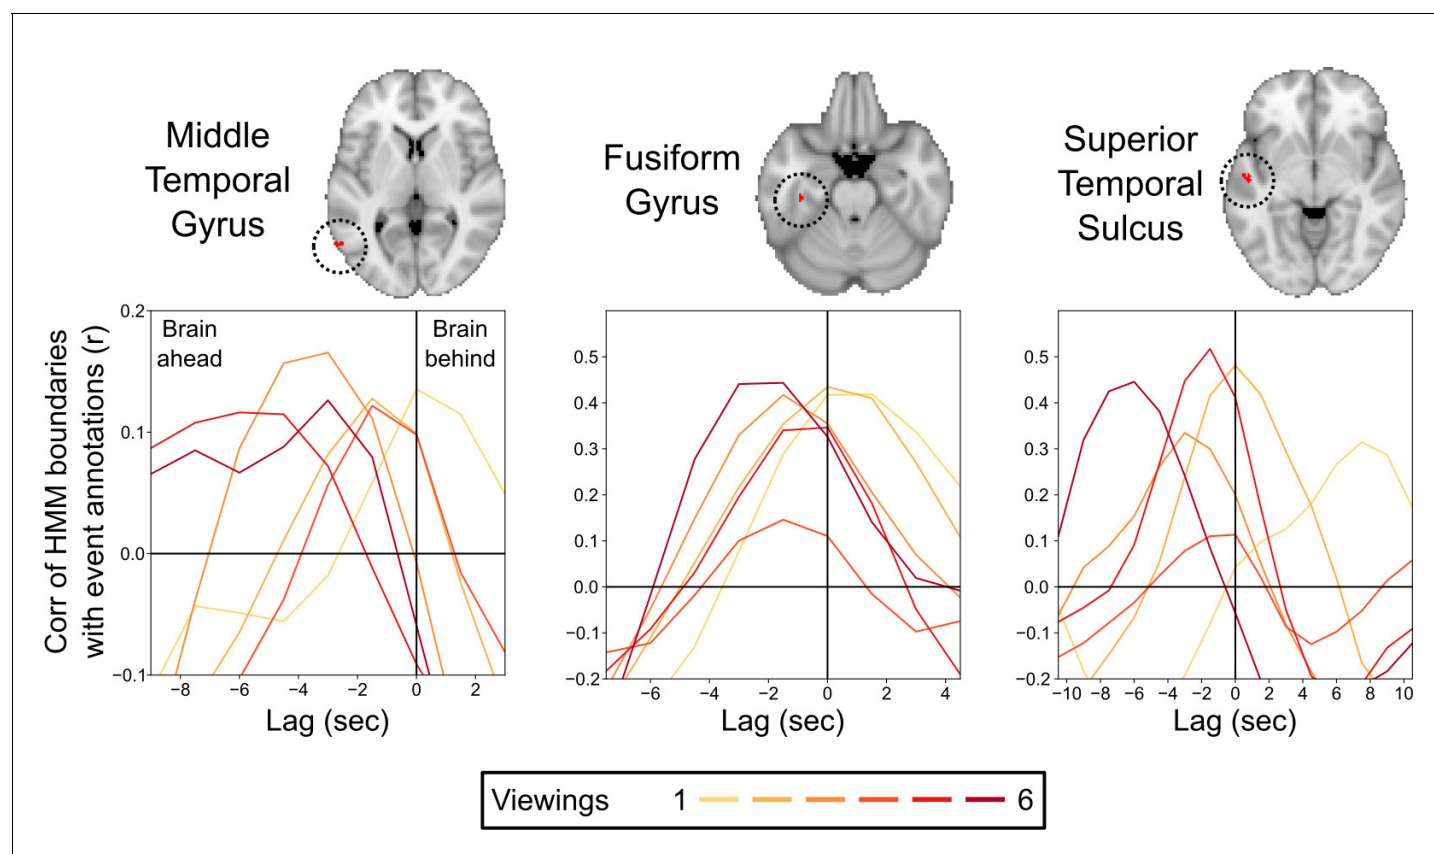 Middle
Temporal
Gyrus
Fusiform
Gyrus
Superior
Temporal
Sulcus
Corr of HMM boundaries
with event annotations (r)
0.2
0.1
0.0
−0.1
Brain
ahead
Brain
behind
−8 −6 −4 −2 0 2
Lag (sec)
0.5
0.4
0.3
0.2
0.1
0.0
−0.1
−0.2
−6 −4 −2 0 2 4
Lag (sec)
0.5
0.4
0.3
0.2
0.1
0.0
−0.1
−0.2
−10 −8 −6 −4 −2 0 2 4 6 8 10
Lag (sec)
Viewings 1 6